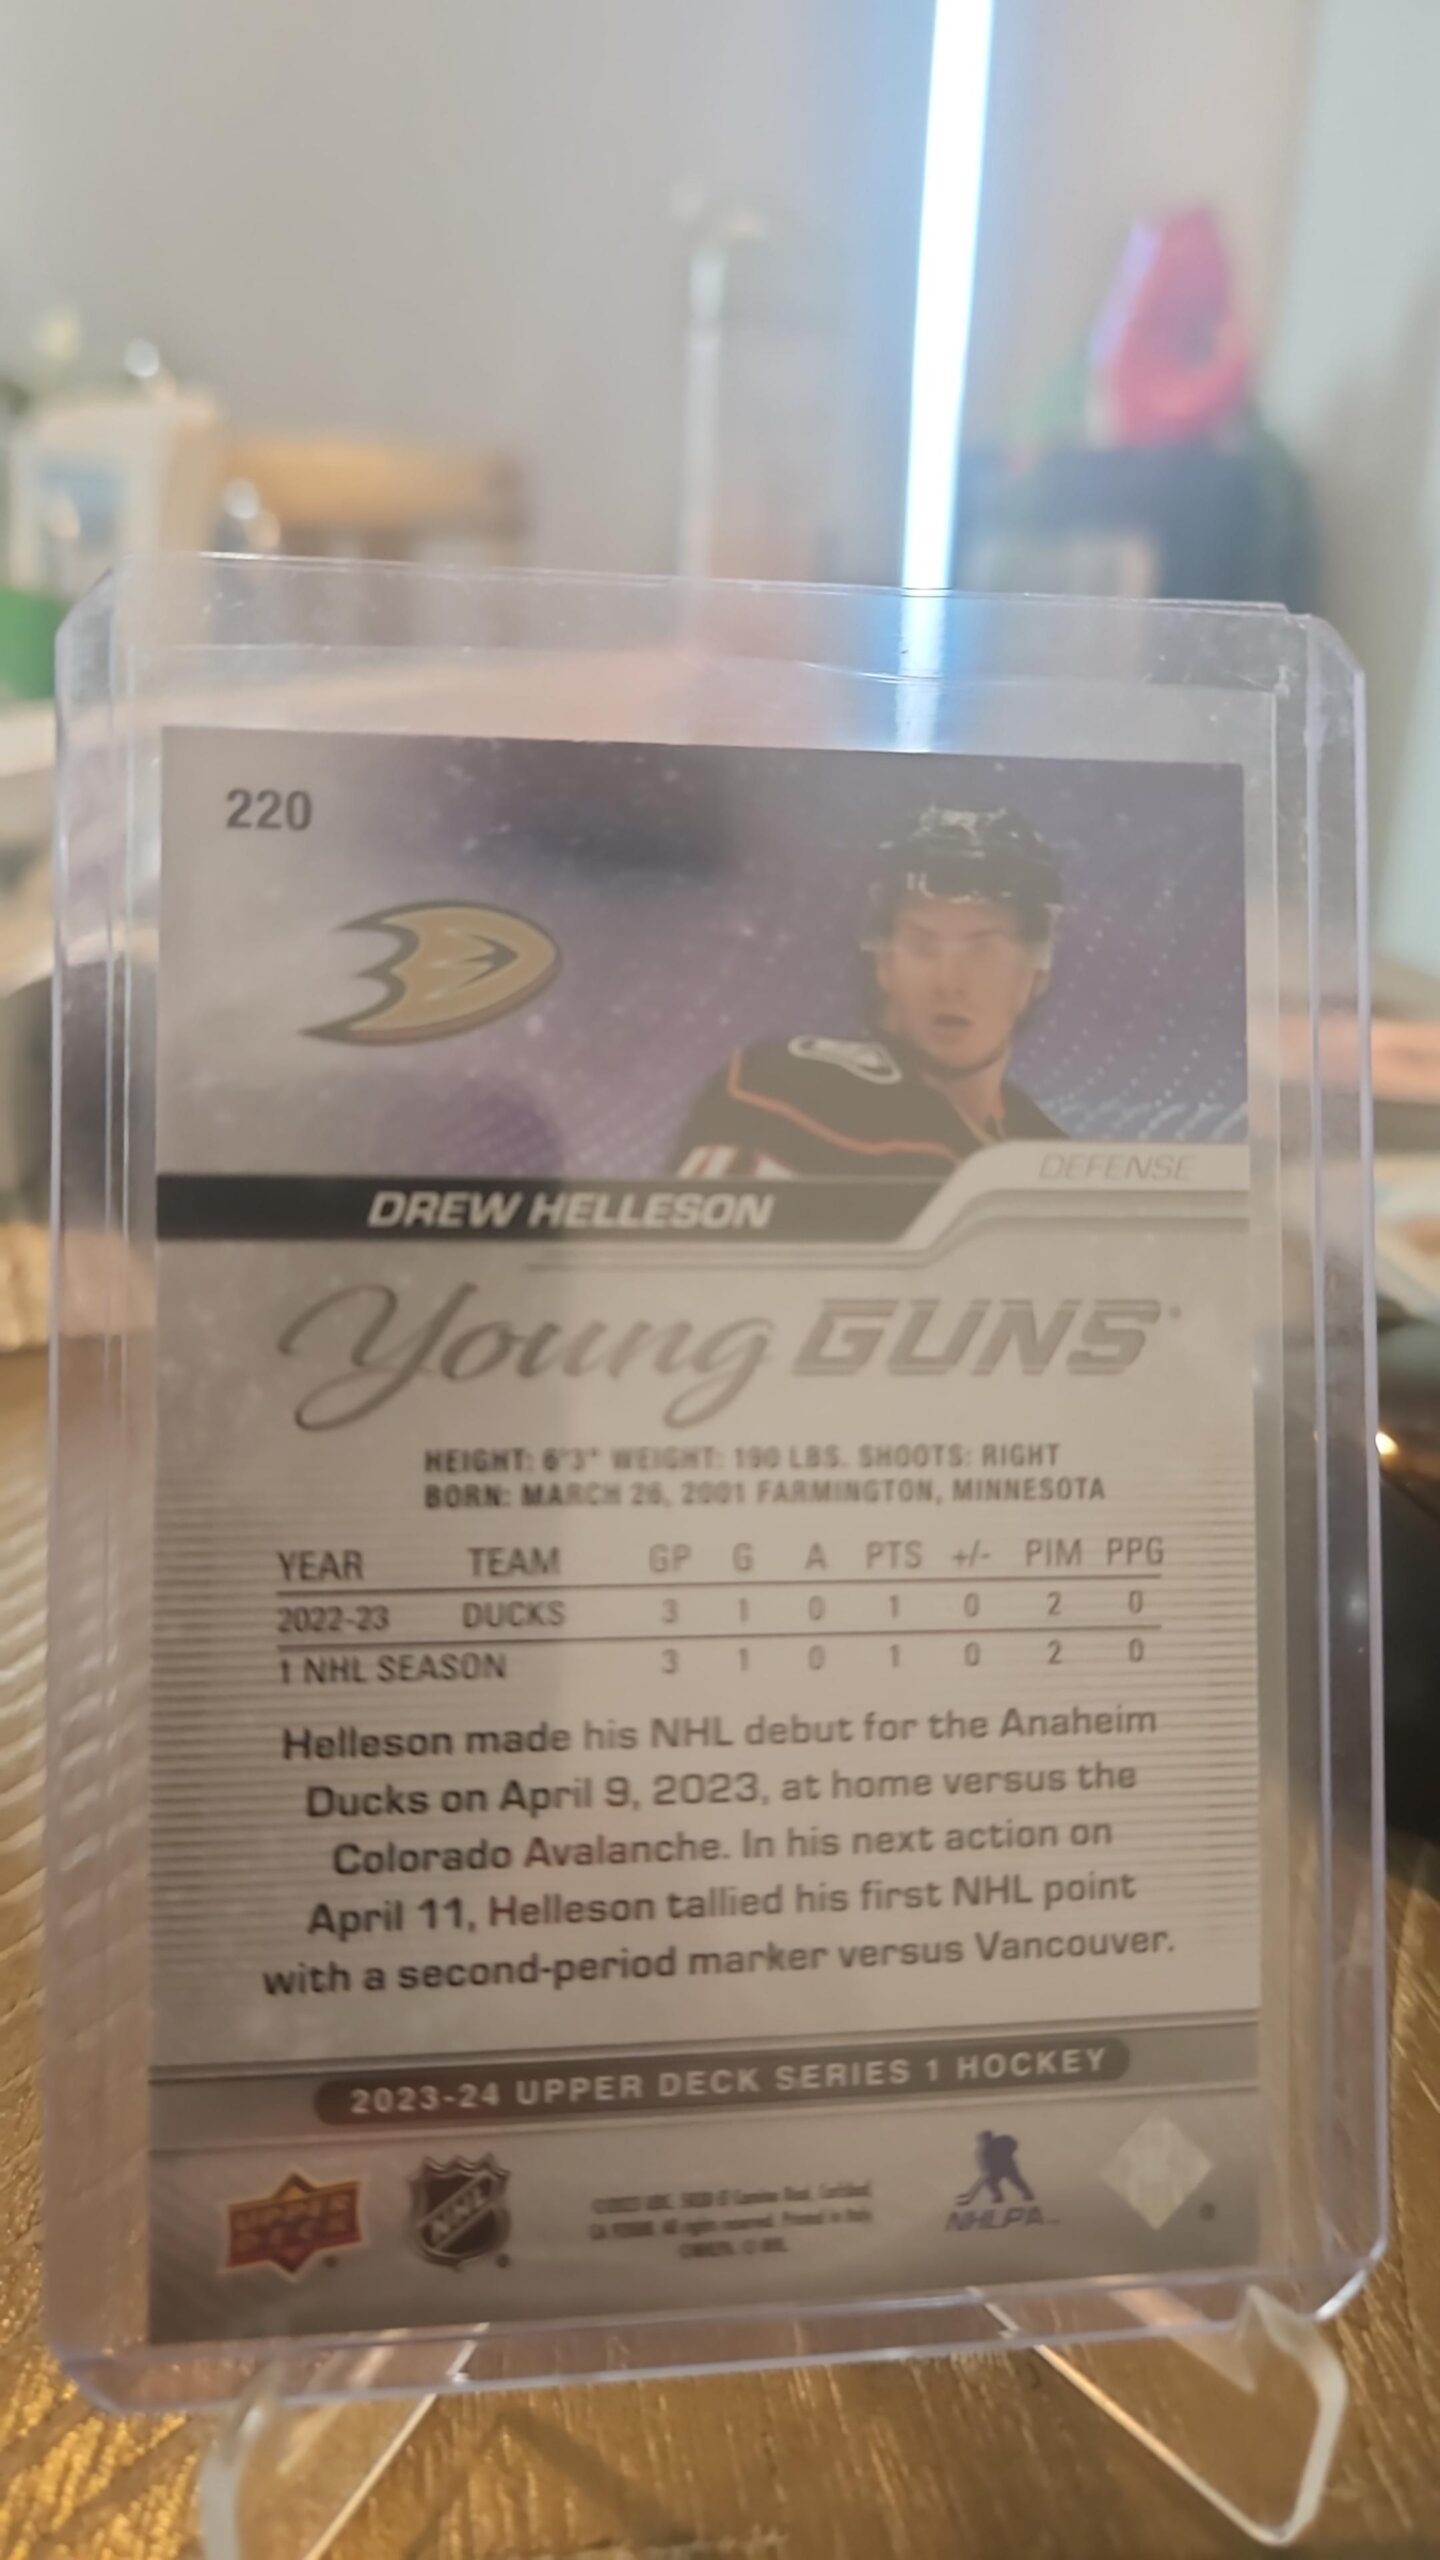 220
DREW HELLESON
DEFENSE
Young GUNS
HEIGHT: 6'3" WEIGHT: 190 LBS. SHOOTS: RIGHT
BORN: MARCH 26, 2001 FARMINGTON, MINNESOTA
YEAR TEAM GP G A PTS +/- PIM PPG
2022-23 DUCKS 3 1 0 1 0 2 0
1 NHL SEASON 3 1 0 1 0 2 0
Helleson made his NHL debut for the Anaheim
Ducks on April 9, 2023, at home versus the
Colorado Avalanche. In his next action on
April 11, Helleson tallied his first NHL point
with a second-period marker versus Vancouver.
2023-24 UPPER DECK SERIES 1 HOCKEY
UPPER
DECK
NHL
NHLPA